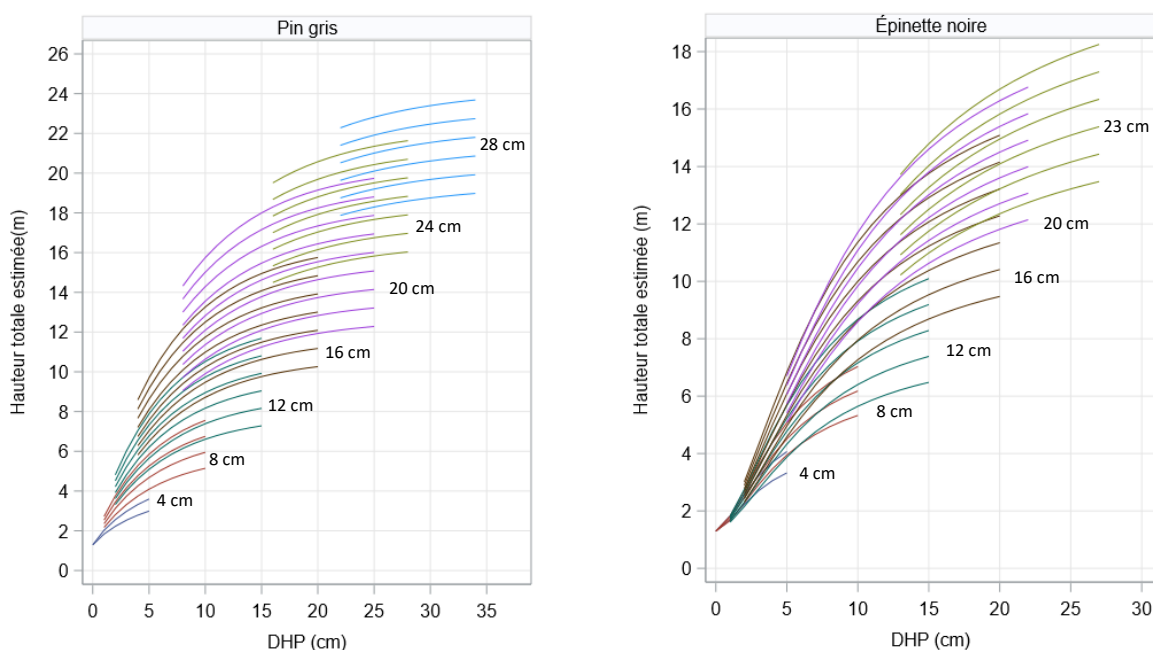 Pin gris
Hauteur totale estimée(m)
26
24
22
20
18
16
14
12
10
8
6
4
2
0
28 cm
24 cm
20 cm
16 cm
12 cm
8 cm
4 cm
0 5 10 15 20 25 30 35
DHP (cm)
Épinette noire
Hauteur totale estimée (m)
18
16
14
12
10
8
6
4
2
0
23 cm
20 cm
16 cm
12 cm
8 cm
4 cm
0 5 10 15 20 25 30
DHP (cm)